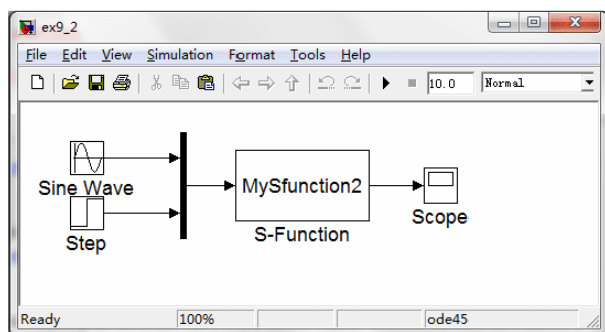 ex9_2
File Edit View Simulation Format Tools Help
10.0 Normal
Sine Wave
Step
MySfunction2
S-Function
Scope
Ready 100% ode45